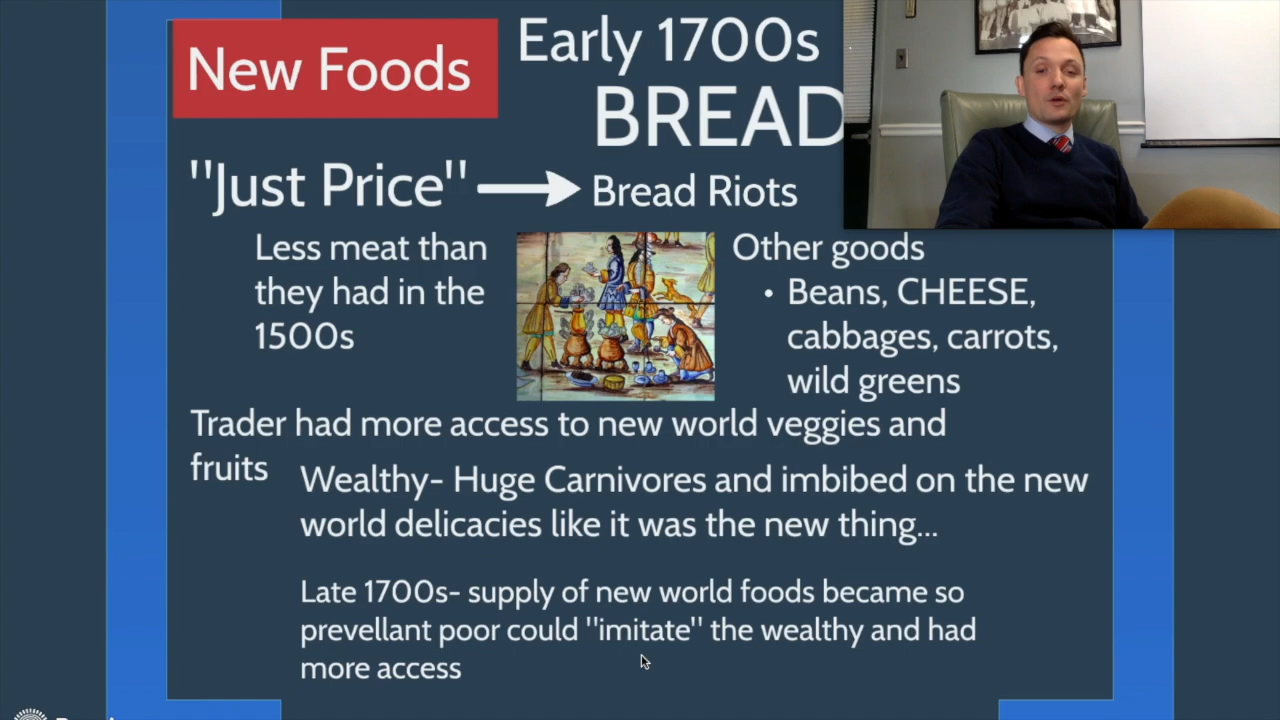 New Foods
Early 1700s
BREAD
"Just Price"
Bread Riots
Less meat than
they had in the
1500s
Other goods
• Beans, CHEESE,
cabbages, carrots,
wild greens
Trader had more access to new world veggies and
fruits
Wealthy- Huge Carnivores and imbibed on the new
world delicacies like it was the new thing...
Late 1700s- supply of new world foods became so
prevellant poor could "imitate" the wealthy and had
more access